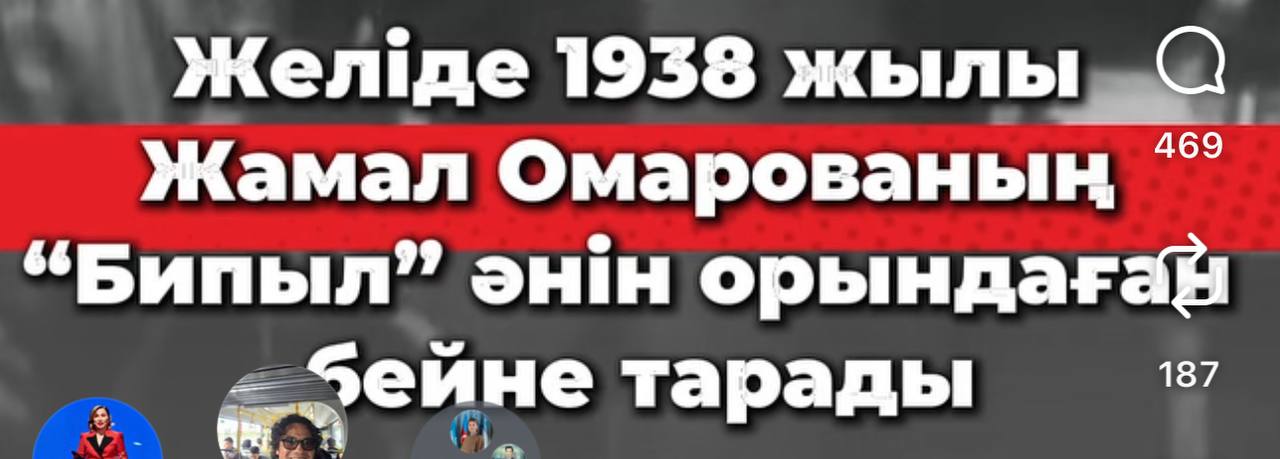 Желіде 1938 жылы
469
Жамал Омарованың
“Бипыл” әнін орындаған
бейне тарады
187